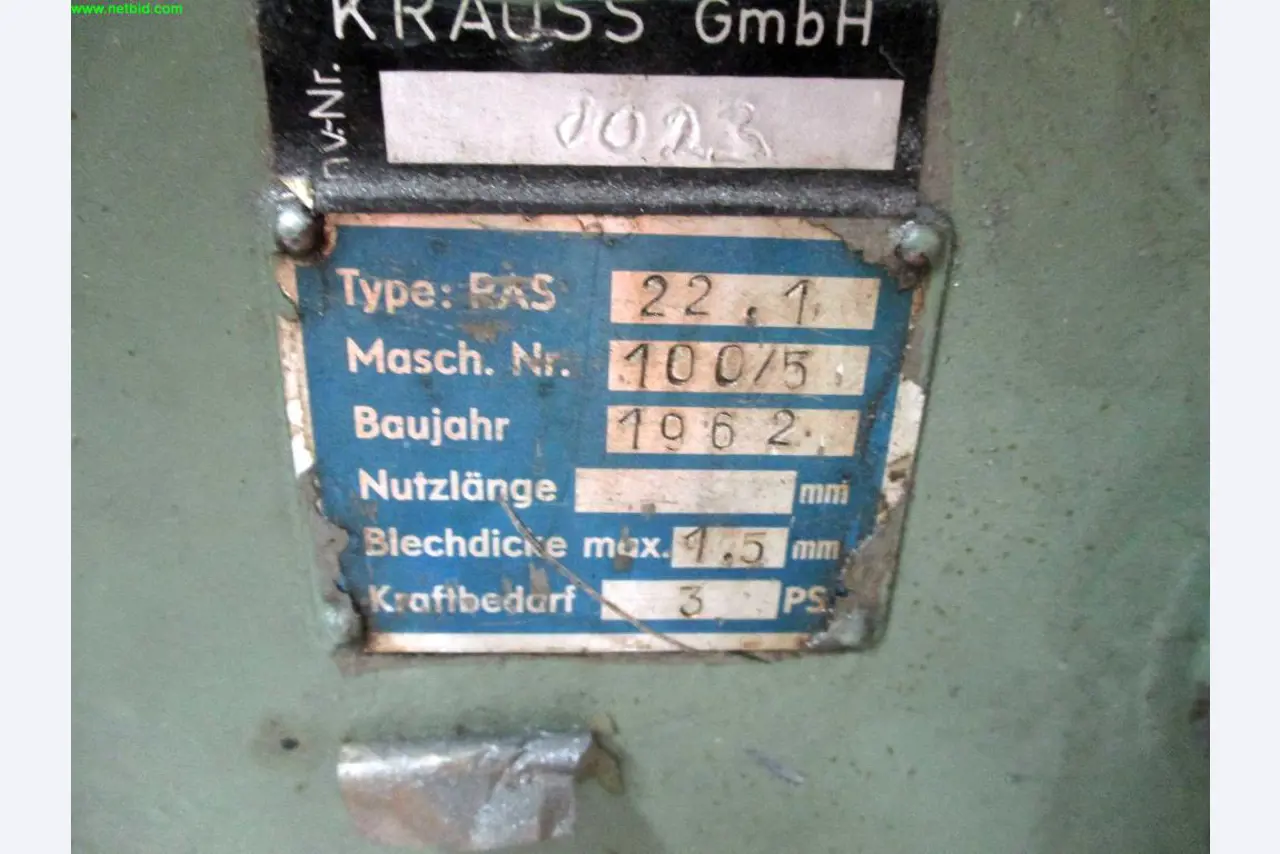 www.netbid.com
KRAUSS GmbH
nv.-Nr.
0023
Type: RAS 22.1
Masch. Nr. 100/5
Baujahr 1962
Nutzlänge mm
Blechdicke max. 1.5 mm
Kraftbedarf 3 PS